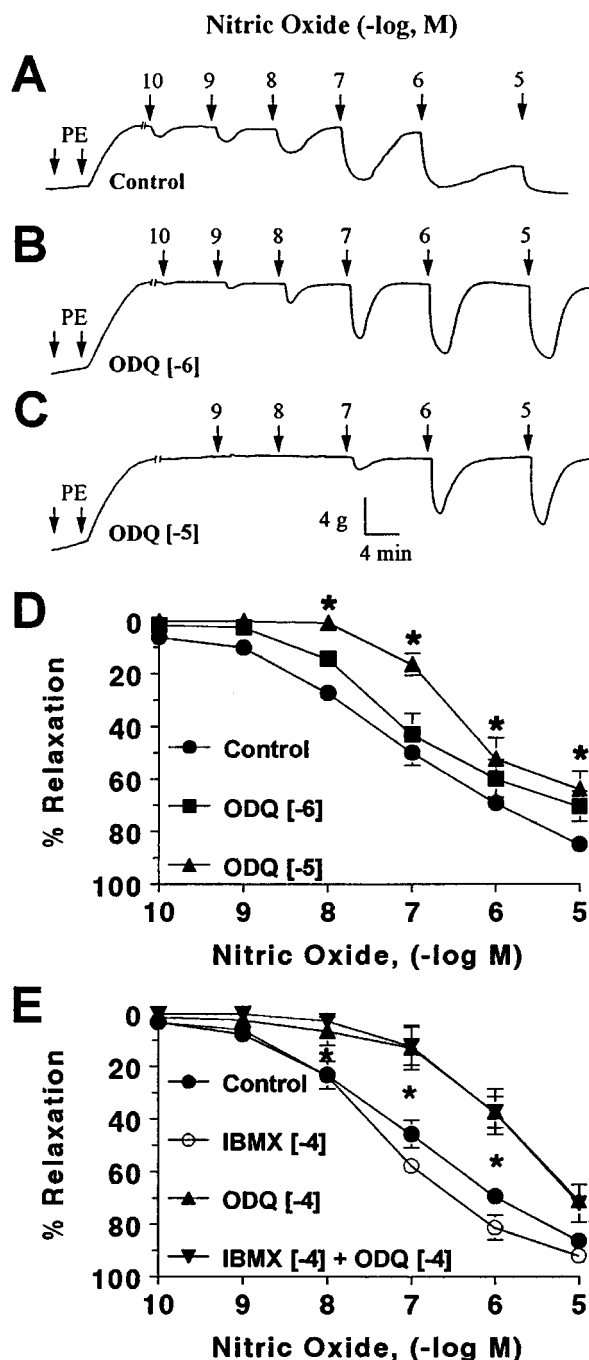 Nitric Oxide (-log, M)
A
10 9 8 7 6 5
PE
Control
B
10 9 8 7 6 5
PE
ODQ [-6]
C
9 8 7 6 5
PE
ODQ [-5]
4 g
4 min
D
0
20
40
60
80
100
% Relaxation
* * * *
Control
ODQ [-6]
ODQ [-5]
10 9 8 7 6 5
Nitric Oxide, (-log M)
E
0
20
40
60
80
100
% Relaxation
* * *
Control
IBMX [-4]
ODQ [-4]
IBMX [-4] + ODQ [-4]
10 9 8 7 6 5
Nitric Oxide, (-log M)